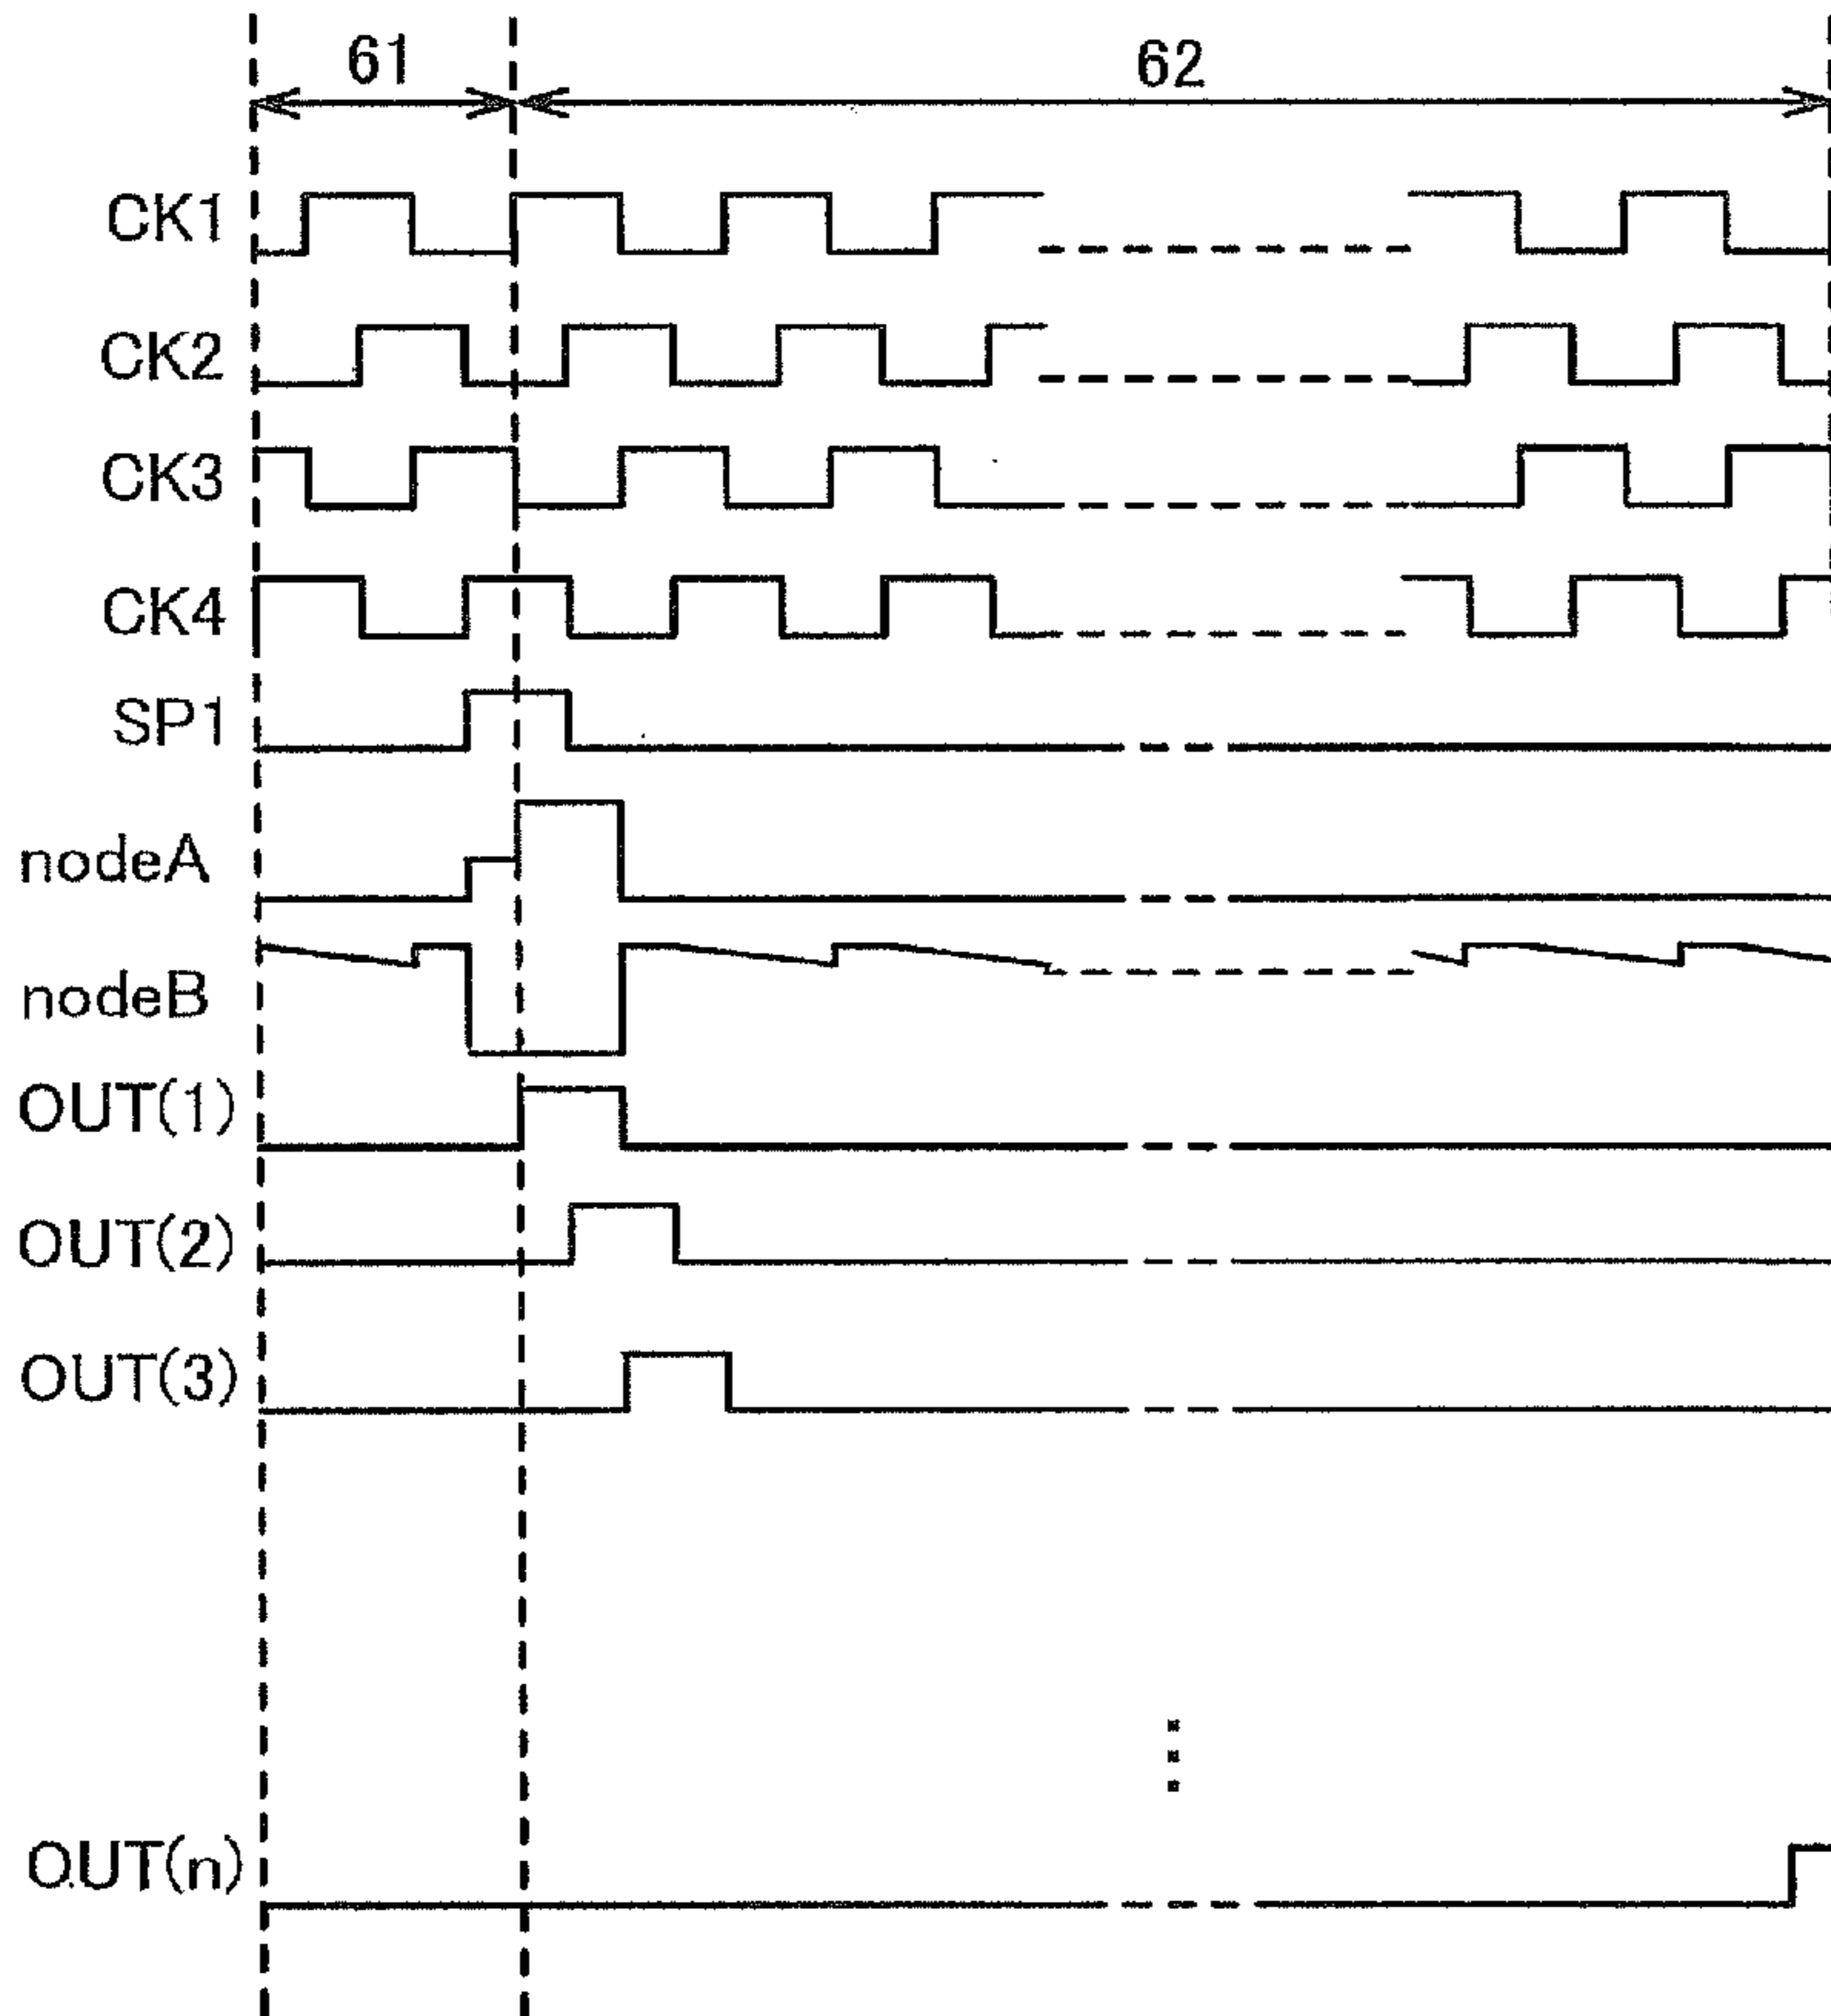 61 62
CK1
CK2
CK3
CK4
SP1
nodeA
nodeB
OUT(1)
OUT(2)
OUT(3)
OUT(n)